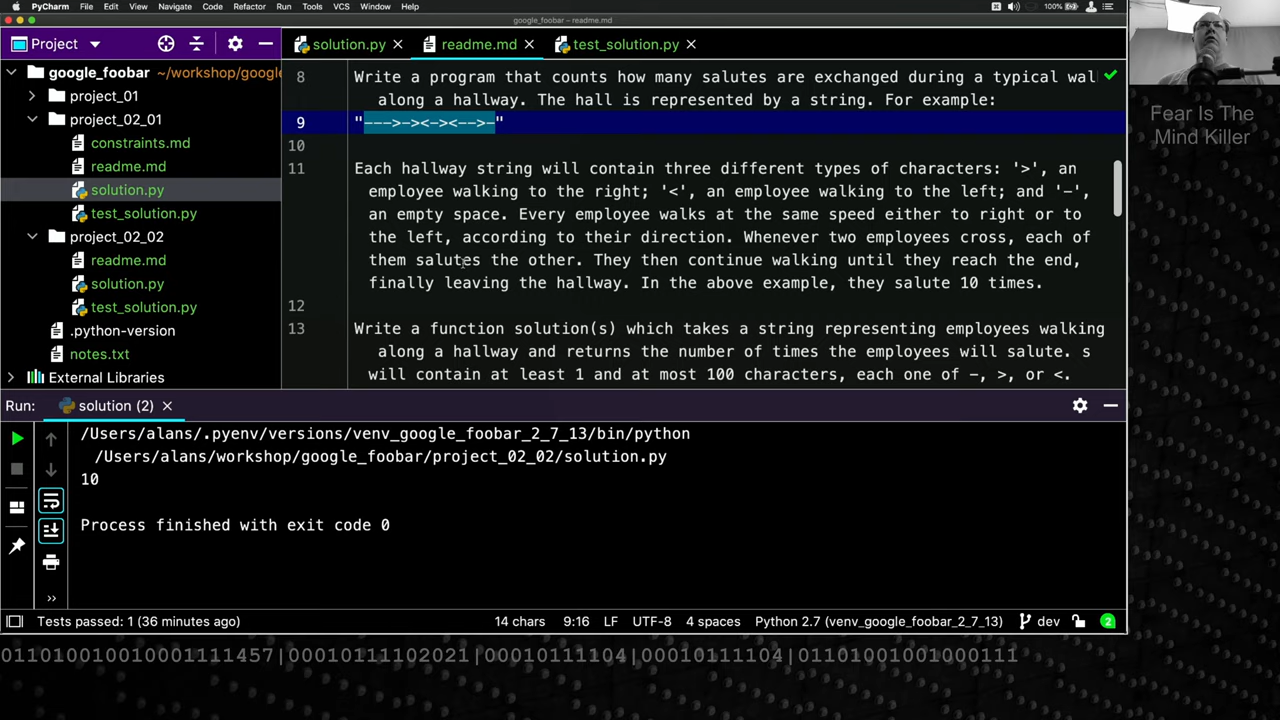 PyCharm File Edit View Navigate Code Refactor Run Tools VCS Window Help 100%
google_foobar – readme.md
Project solution.py readme.md test_solution.py
google_foobar ~/workshop/google
project_01
project_02_01
constraints.md
readme.md
solution.py
test_solution.py
project_02_02
readme.md
solution.py
test_solution.py
.python-version
notes.txt
External Libraries
8 Write a program that counts how many salutes are exchanged during a typical wal
along a hallway. The hall is represented by a string. For example:
9 "--->-><-><-->-"
10
11 Each hallway string will contain three different types of characters: '>', an
employee walking to the right; '<', an employee walking to the left; and '-',
an empty space. Every employee walks at the same speed either to right or to
the left, according to their direction. Whenever two employees cross, each of
them salutes the other. They then continue walking until they reach the end,
finally leaving the hallway. In the above example, they salute 10 times.
12
13 Write a function solution(s) which takes a string representing employees walking
along a hallway and returns the number of times the employees will salute. s
will contain at least 1 and at most 100 characters, each one of -, >, or <.
Fear Is The
Mind Killer
Run: solution (2)
/Users/alans/.pyenv/versions/venv_google_foobar_2_7_13/bin/python
/Users/alans/workshop/google_foobar/project_02_02/solution.py
10
Process finished with exit code 0
>>
Tests passed: 1 (36 minutes ago) 14 chars 9:16 LF UTF-8 4 spaces Python 2.7 (venv_google_foobar_2_7_13) dev 2
01101001001000111​1457|00010111102021|00010111104|00010111104|011010010010001​11